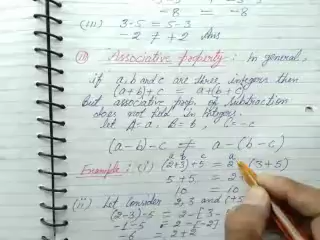 -8 = -8
(iii) 3-5 = 5-3
-2 ≠ +2 Ans
Associative property: In general,
if a, b and c are three integers then
(a+b)+c = a+(b+c)
But associative prop. of subtraction
does not hold in integers.
let A=a, B=b, C=-c
(a-b)-c ≠ a-(b-c)
a b c a
Example: (i) (2+3)+5 = 2 (3+5)
5+5 = 2+
10 = 10
(ii) Let Consider 2, 3 and (+5
(2-3)-5 = 2-[3-
-1-5 = 2-[-2]
-6 = 2+2